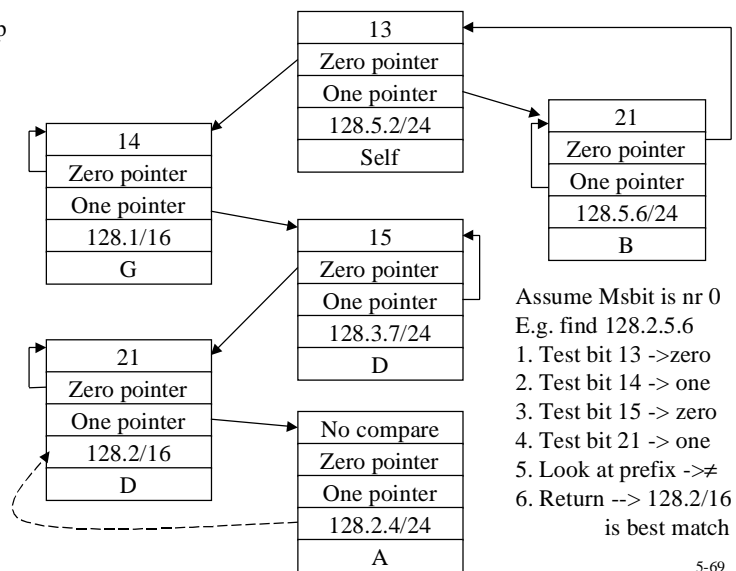 p
13
Zero pointer
One pointer
128.5.2/24
Self
21
Zero pointer
One pointer
128.5.6/24
B
14
Zero pointer
One pointer
128.1/16
G
15
Zero pointer
One pointer
128.3.7/24
D
21
Zero pointer
One pointer
128.2/16
D
No compare
Zero pointer
One pointer
128.2.4/24
A
Assume Msbit is nr 0
E.g. find 128.2.5.6
1. Test bit 13 ->zero
2. Test bit 14 -> one
3. Test bit 15 -> zero
4. Test bit 21 -> one
5. Look at prefix ->≠
6. Return --> 128.2/16
is best match
5-69